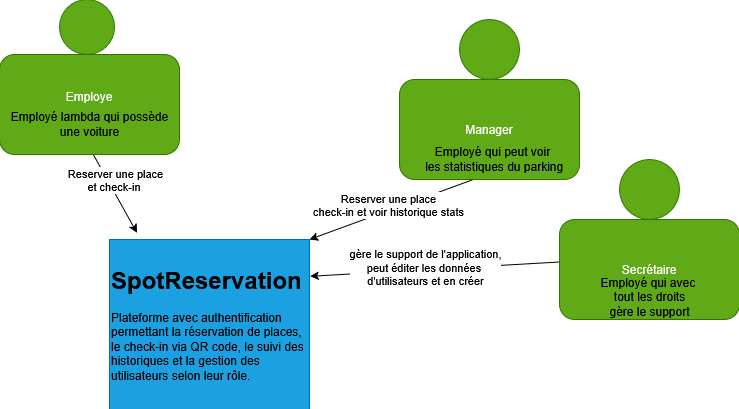 Employe
Employé lambda qui possède
une voiture
Reserver une place
et check-in
Manager
Employé qui peut voir
les statistiques du parking
Reserver une place
check-in et voir historique stats
Secrétaire
Employé qui avec
tout les droits
gère le support
gère le support de l'application,
peut éditer les données
d'utilisateurs et en créer
SpotReservation
Plateforme avec authentification
permettant la réservation de places,
le check-in via QR code, le suivi des
historiques et la gestion des
utilisateurs selon leur rôle.